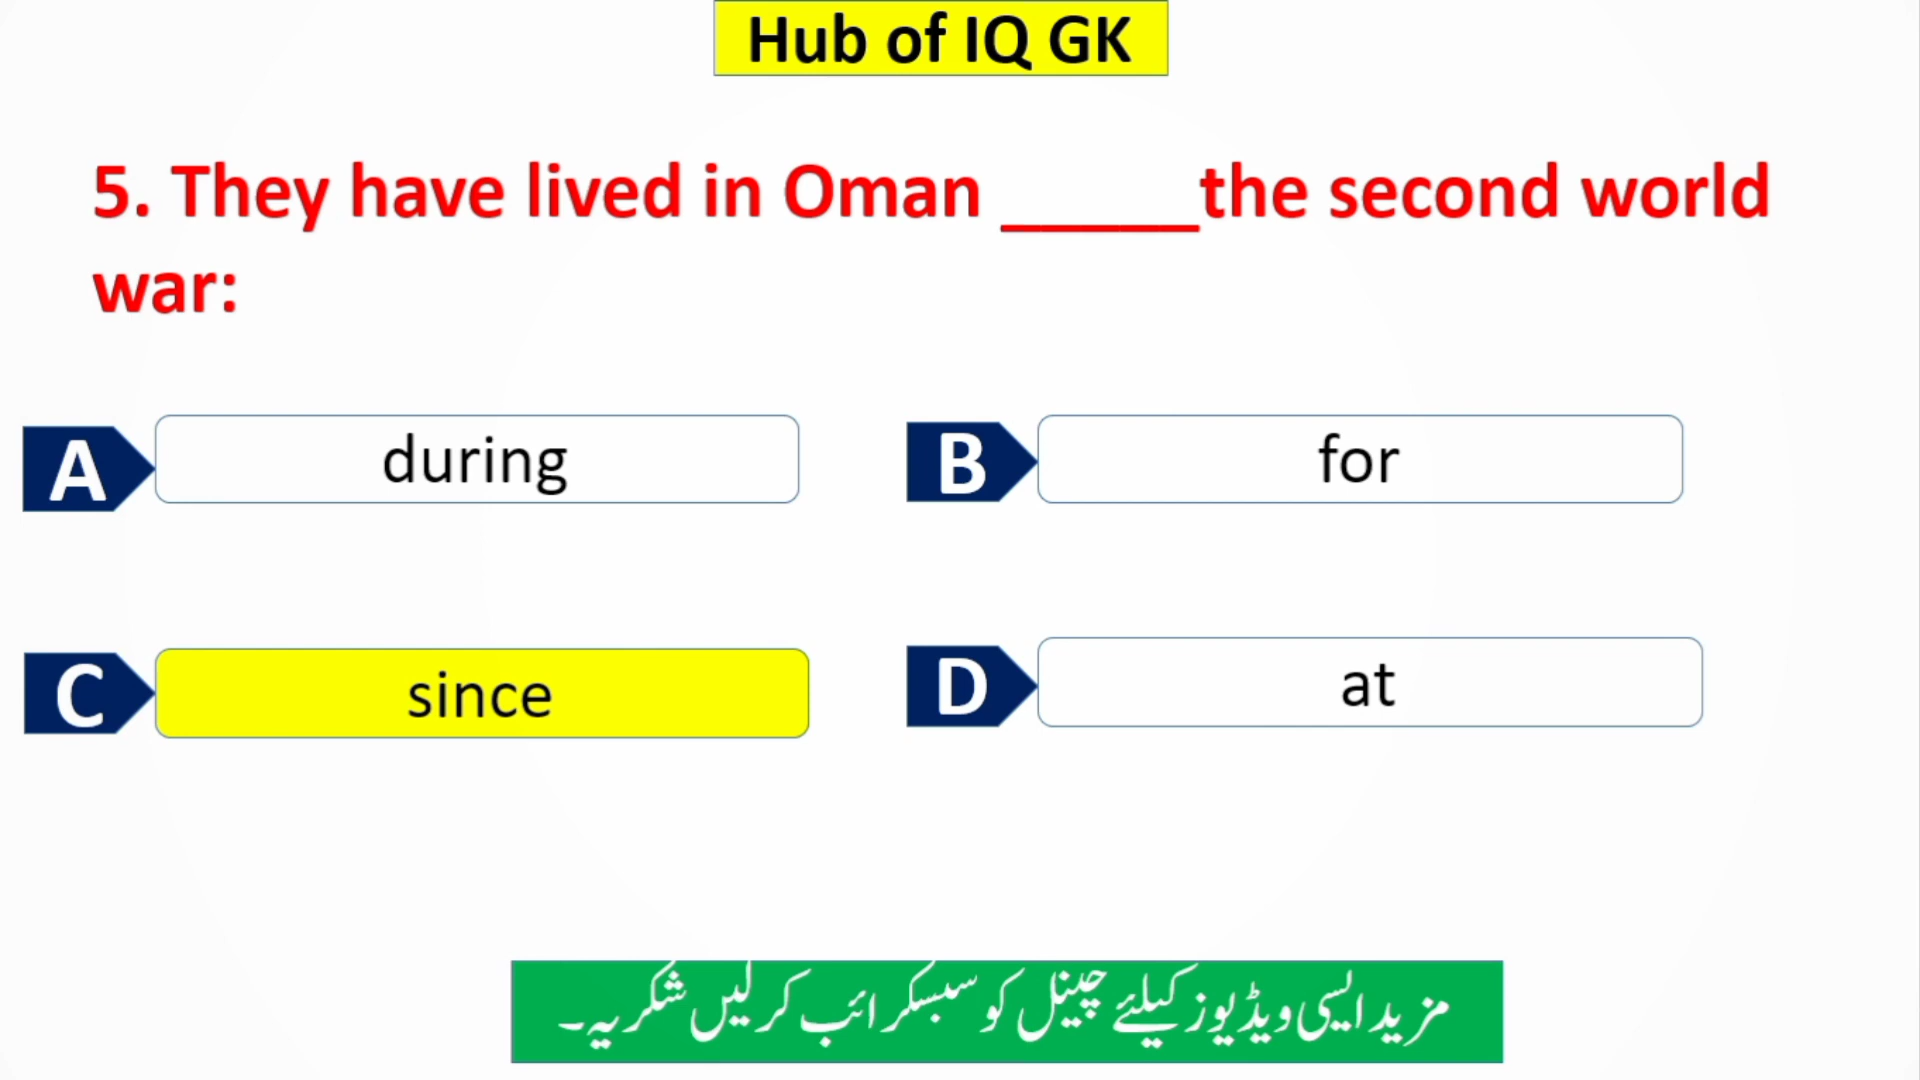 Hub of IQ GK
5. They have lived in Oman _____the second world
war:
A during
B for
C since
D at
مزید ایسی ویڈیوز کیلئے چینل کو سبسکرائب کر لیں شکریہ۔